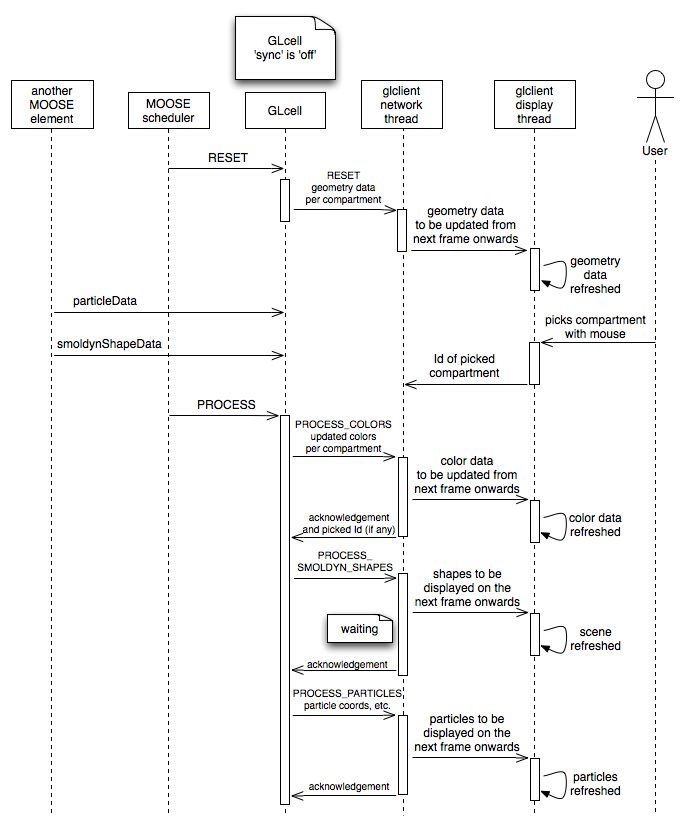 GLcell
'sync' is 'off'
another
MOOSE
element
MOOSE
scheduler
GLcell
glclient
network
thread
glclient
display
thread
User
RESET
RESET
geometry data
per compartment
geometry data
to be updated from
next frame onwards
geometry
data
refreshed
particleData
picks compartment
with mouse
smoldynShapeData
Id of picked
compartment
PROCESS
PROCESS_COLORS
updated colors
per compartment
color data
to be updated from
next frame onwards
acknowledgement
and picked Id (if any)
color data
refreshed
PROCESS_
SMOLDYN_SHAPES
shapes to be
displayed on the
next frame onwards
waiting
scene
refreshed
acknowledgement
PROCESS_PARTICLES
particle coords, etc.
particles to be
displayed on the
next frame onwards
particles
refreshed
acknowledgement